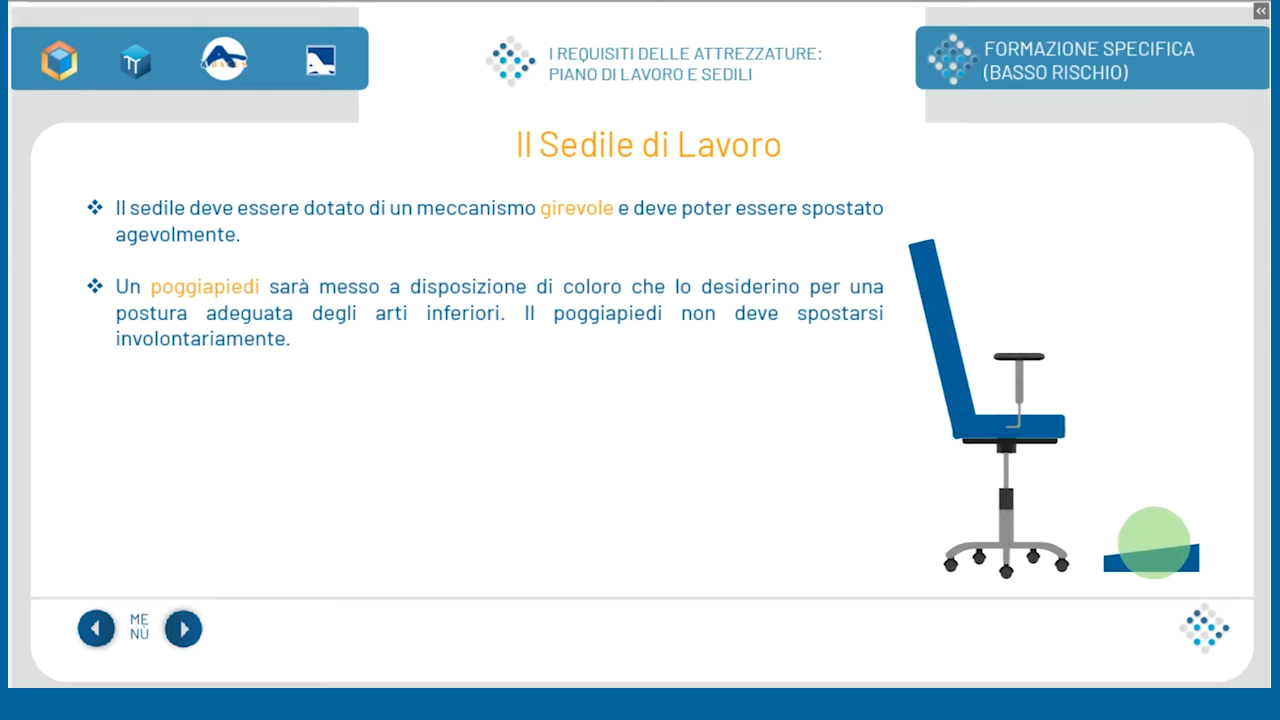 I REQUISITI DELLE ATTREZZATURE:
PIANO DI LAVORO E SEDILI
FORMAZIONE SPECIFICA
(BASSO RISCHIO)
Il Sedile di Lavoro
Il sedile deve essere dotato di un meccanismo girevole e deve poter essere spostato
agevolmente.
Un poggiapiedi sarà messo a disposizione di coloro che lo desiderino per una
postura adeguata degli arti inferiori. Il poggiapiedi non deve spostarsi
involontariamente.
ME
NÙ